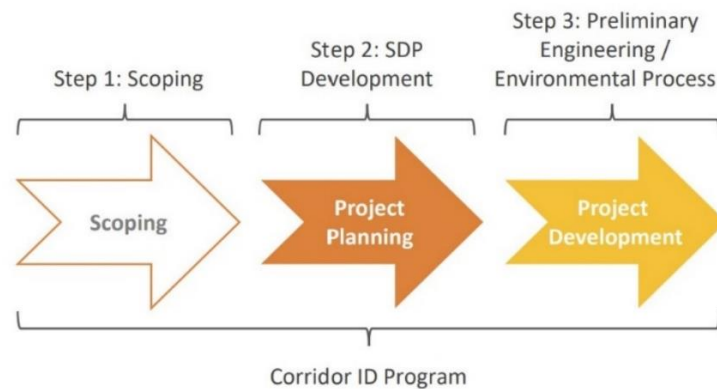 Step 1: Scoping
Step 2: SDP
Development
Step 3: Preliminary
Engineering /
Environmental Process
Scoping
Project
Planning
Project
Development
Corridor ID Program